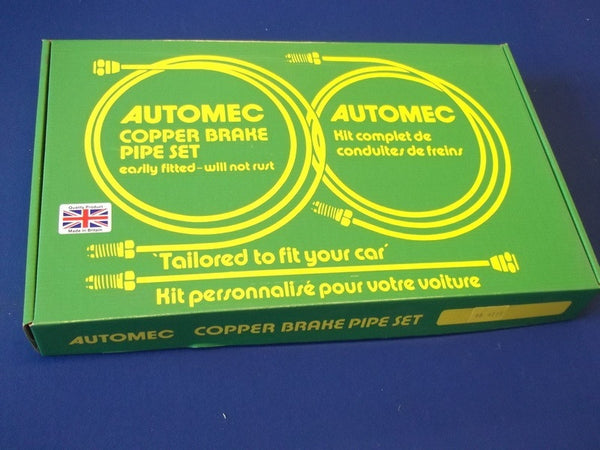 AUTOMEC
COPPER BRAKE
PIPE SET
easily fitted - will not rust
AUTOMEC
Kit complet de
conduites de freins
Quality Product
Made in Britain
'Tailored to fit your car'
Kit personnalisé pour votre voiture
AUTOMEC COPPER BRAKE PIPE SET